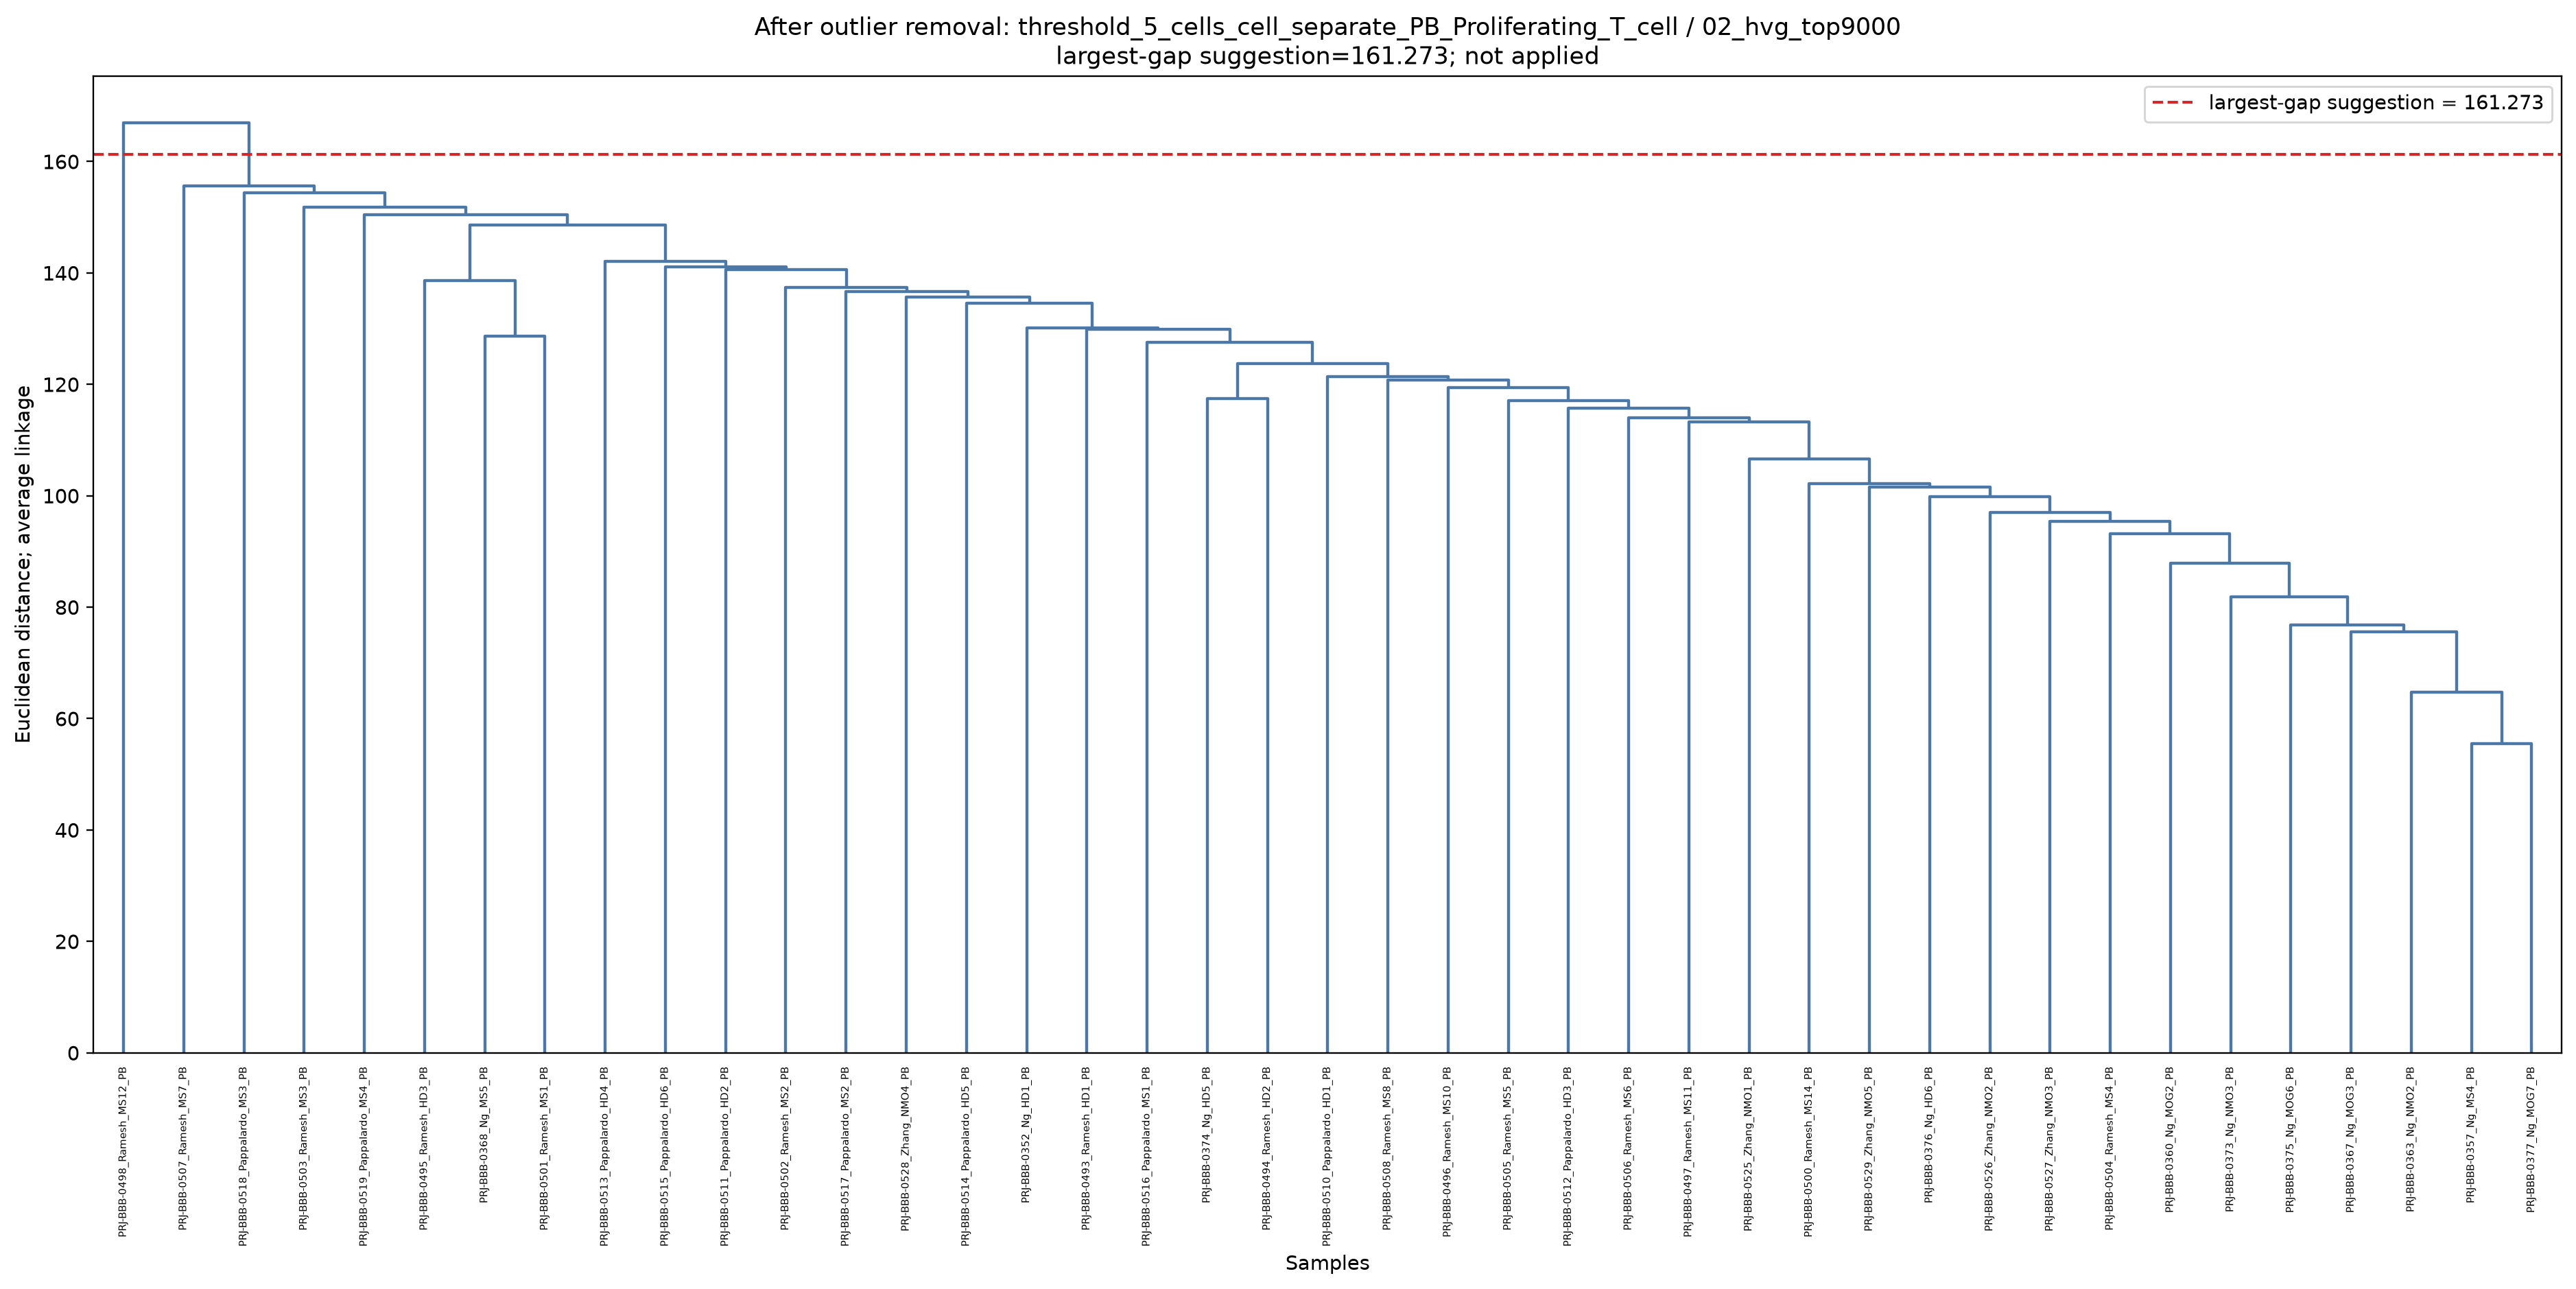 After outlier removal: threshold_5_cells_cell_separate_PB_Proliferating_T_cell / 02_hvg_top9000
largest-gap suggestion=161.273; not applied
largest-gap suggestion = 161.273
Euclidean distance; average linkage
160
140
120
100
80
60
40
20
0
PRJ-BBB-0498_Ramesh_MS12_PB
PRJ-BBB-0507_Ramesh_MS7_PB
PRJ-BBB-0518_Pappalardo_MS3_PB
PRJ-BBB-0503_Ramesh_MS3_PB
PRJ-BBB-0519_Pappalardo_MS4_PB
PRJ-BBB-0495_Ramesh_HD3_PB
PRJ-BBB-0368_Ng_MS5_PB
PRJ-BBB-0501_Ramesh_MS1_PB
PRJ-BBB-0513_Pappalardo_HD4_PB
PRJ-BBB-0515_Pappalardo_HD6_PB
PRJ-BBB-0511_Pappalardo_HD2_PB
PRJ-BBB-0502_Ramesh_MS2_PB
PRJ-BBB-0517_Pappalardo_MS2_PB
PRJ-BBB-0528_Zhang_NMO4_PB
PRJ-BBB-0514_Pappalardo_HD5_PB
PRJ-BBB-0352_Ng_HD1_PB
PRJ-BBB-0493_Ramesh_HD1_PB
PRJ-BBB-0516_Pappalardo_MS1_PB
PRJ-BBB-0374_Ng_HD5_PB
PRJ-BBB-0494_Ramesh_HD2_PB
PRJ-BBB-0510_Pappalardo_HD1_PB
PRJ-BBB-0508_Ramesh_MS8_PB
PRJ-BBB-0496_Ramesh_MS10_PB
PRJ-BBB-0505_Ramesh_MS5_PB
PRJ-BBB-0512_Pappalardo_HD3_PB
PRJ-BBB-0506_Ramesh_MS6_PB
PRJ-BBB-0497_Ramesh_MS11_PB
PRJ-BBB-0525_Zhang_NMO1_PB
PRJ-BBB-0500_Ramesh_MS14_PB
PRJ-BBB-0529_Zhang_NMO5_PB
PRJ-BBB-0376_Ng_HD6_PB
PRJ-BBB-0526_Zhang_NMO2_PB
PRJ-BBB-0527_Zhang_NMO3_PB
PRJ-BBB-0504_Ramesh_MS4_PB
PRJ-BBB-0360_Ng_MOG2_PB
PRJ-BBB-0373_Ng_NMO3_PB
PRJ-BBB-0375_Ng_MOG6_PB
PRJ-BBB-0367_Ng_MOG3_PB
PRJ-BBB-0363_Ng_NMO2_PB
PRJ-BBB-0357_Ng_MS4_PB
PRJ-BBB-0377_Ng_MOG7_PB
Samples